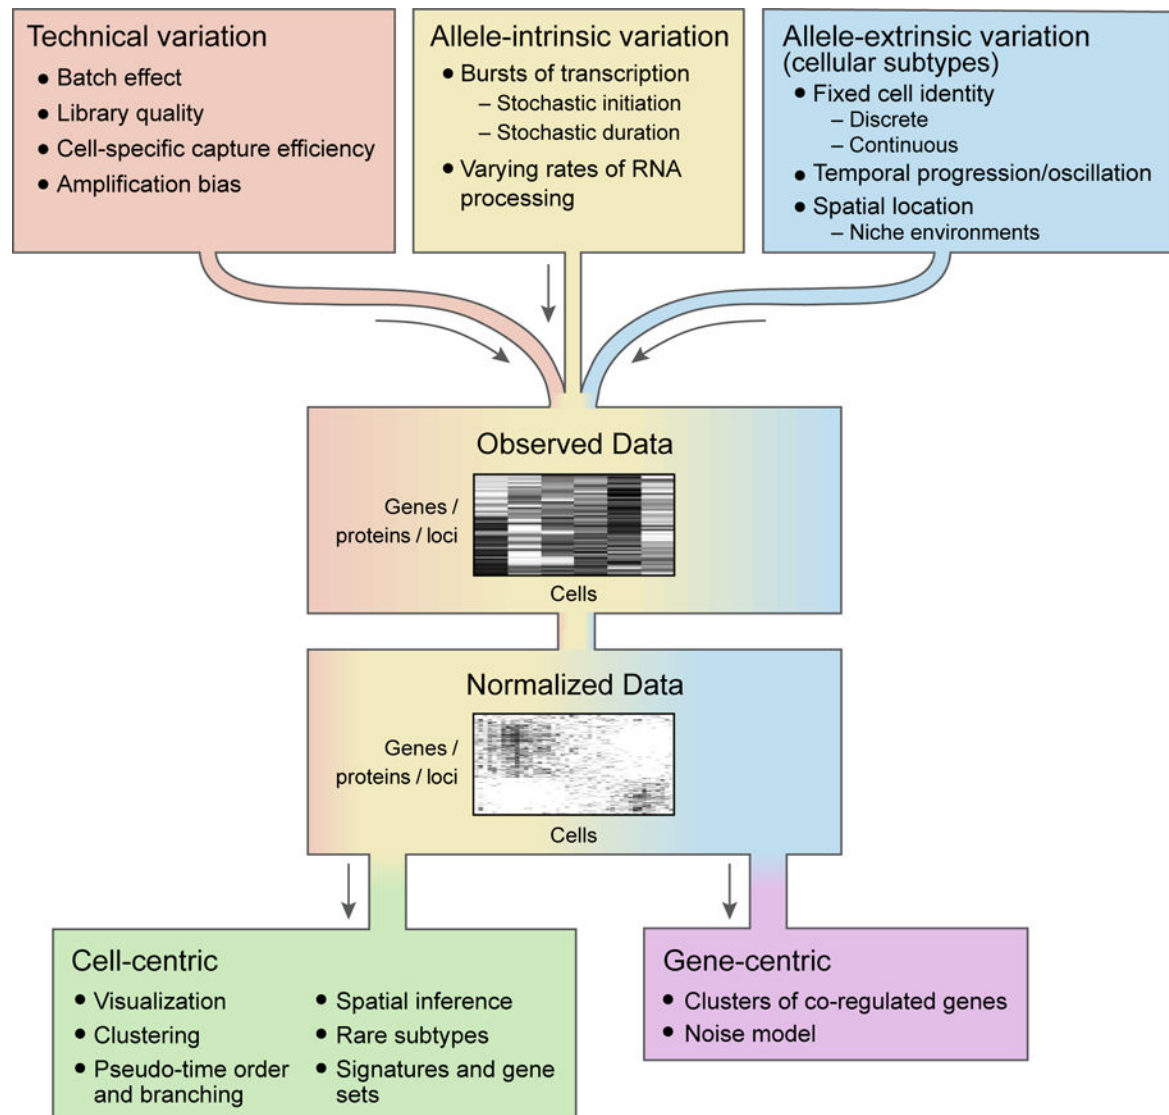 Technical variation
• Batch effect
• Library quality
• Cell-specific capture efficiency
• Amplification bias
Allele-intrinsic variation
• Bursts of transcription
– Stochastic initiation
– Stochastic duration
• Varying rates of RNA
processing
Allele-extrinsic variation
(cellular subtypes)
• Fixed cell identity
– Discrete
– Continuous
• Temporal progression/oscillation
• Spatial location
– Niche environments
Observed Data
Genes /
proteins / loci
Cells
Normalized Data
Genes /
proteins / loci
Cells
Cell-centric
• Visualization
• Clustering
• Pseudo-time order
and branching
• Spatial inference
• Rare subtypes
• Signatures and gene
sets
Gene-centric
• Clusters of co-regulated genes
• Noise model